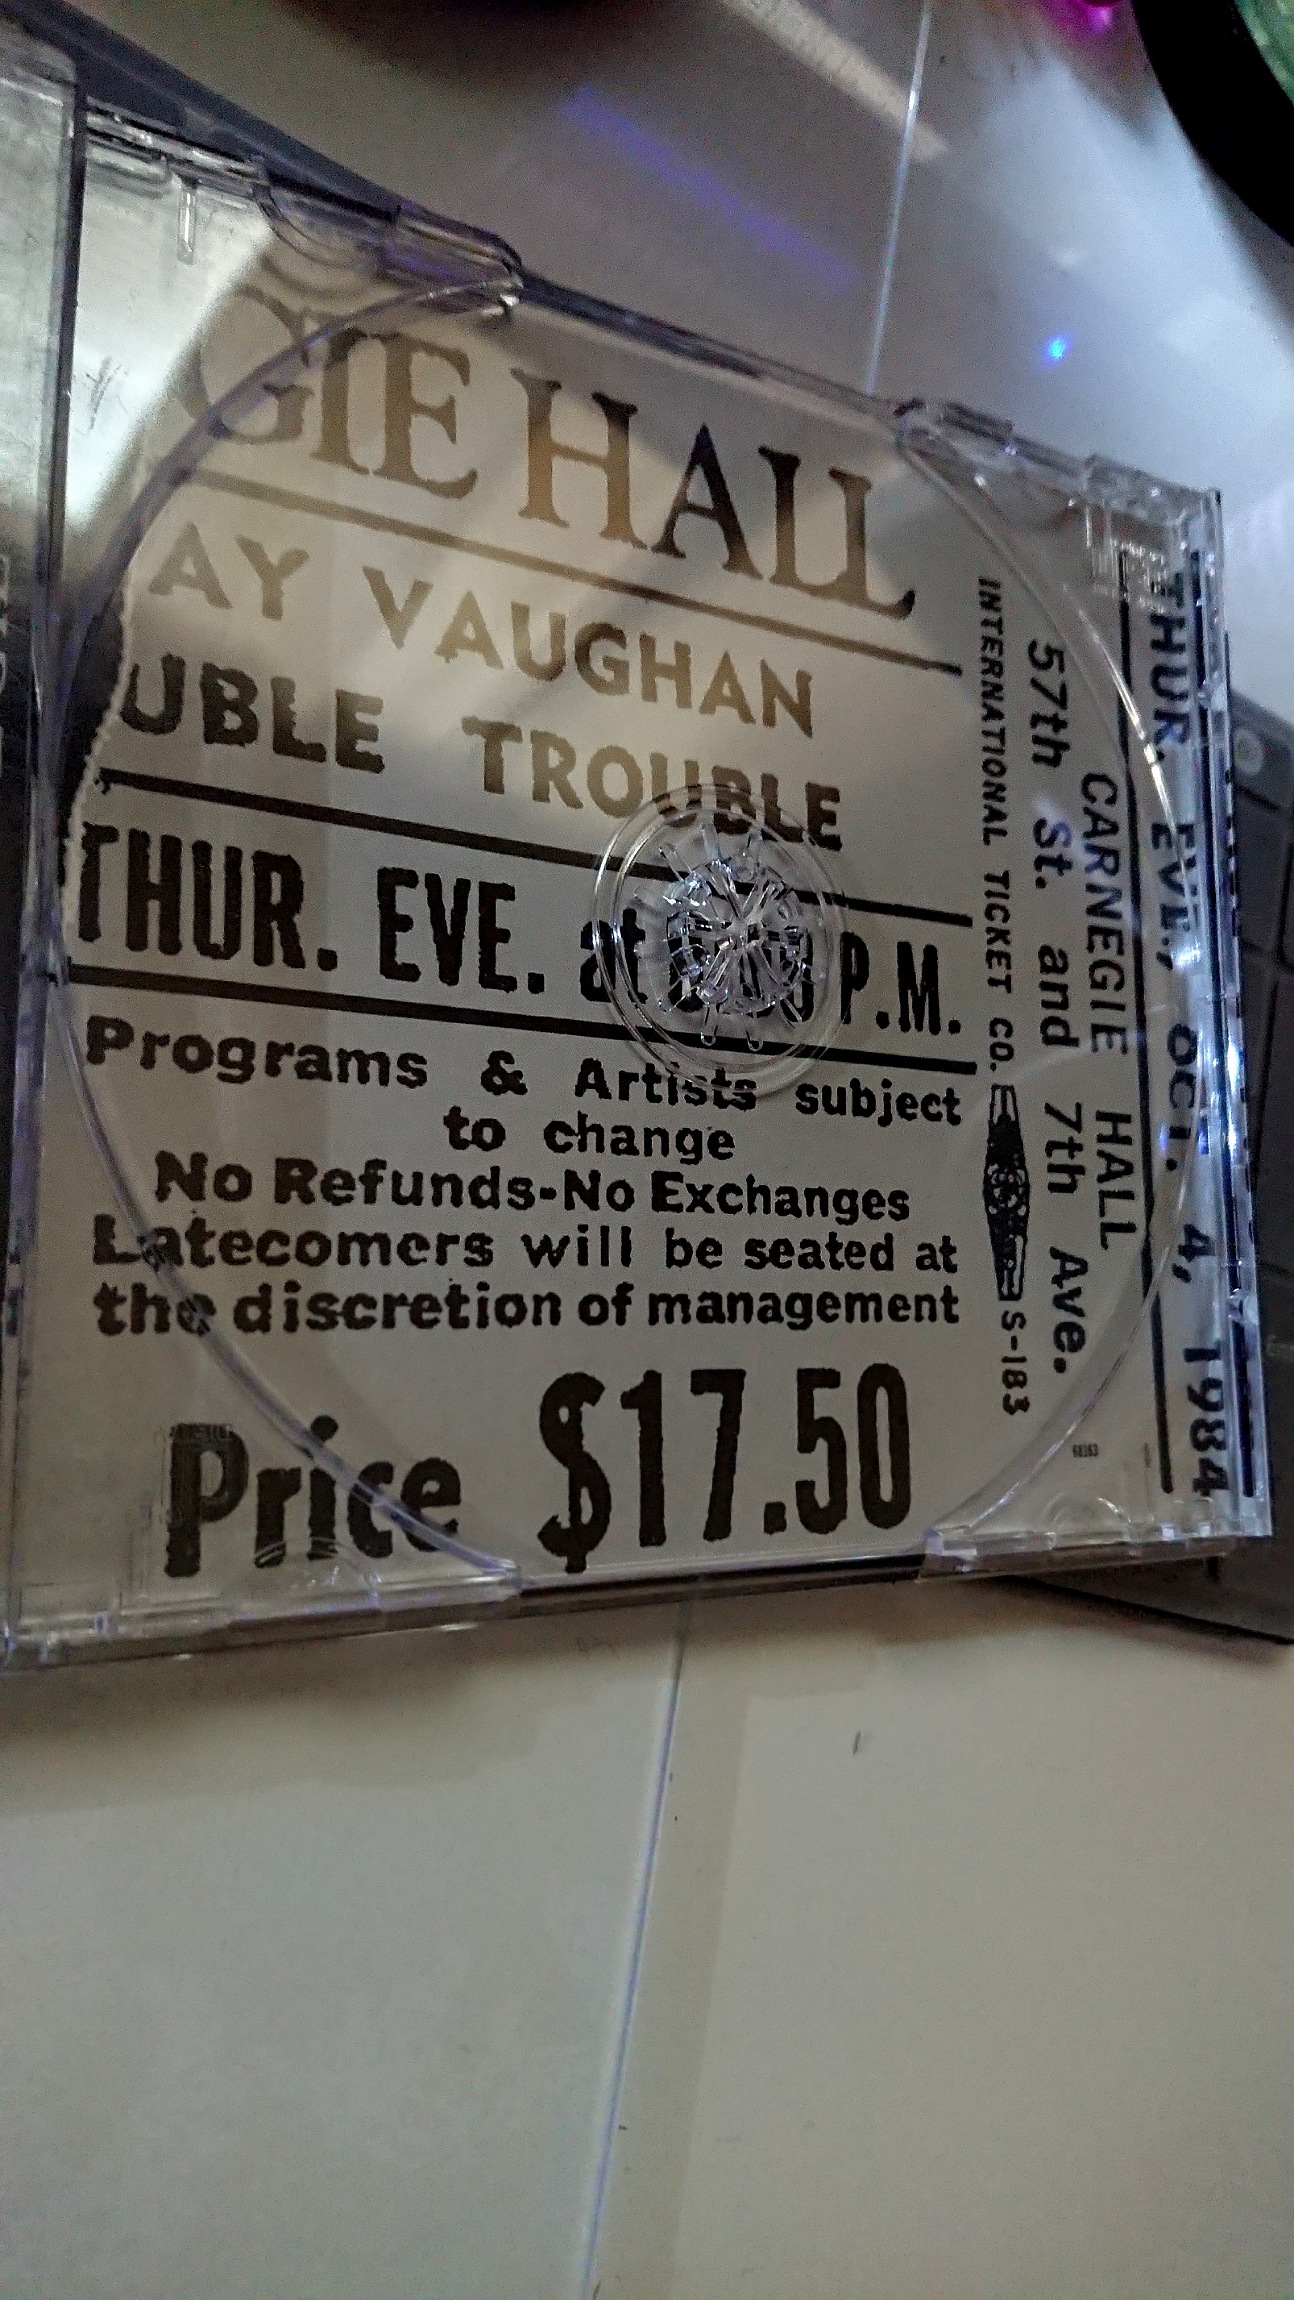 GIE HALL
AY VAUGHAN
UBLE TROUBLE
THUR. EVE. at P.M.
Programs & Artists subject
to change
No Refunds-No Exchanges
Latecomers will be seated at
the discretion of management
Price $17.50
INTERNATIONAL TICKET CO. S-183
57th St. and 7th Ave.
CARNEGIE HALL
THUR. EVE., OCT. 4, 1984